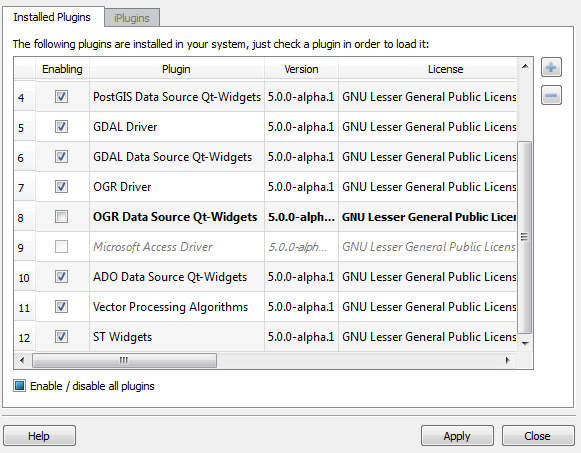 Installed Plugins iPlugins
The following plugins are installed in your system, just check a plugin in order to load it:
Enabling Plugin Version License
4 PostGIS Data Source Qt-Widgets 5.0.0-alpha.1 GNU Lesser General Public Licens
5 GDAL Driver 5.0.0-alpha.1 GNU Lesser General Public Licens
6 GDAL Data Source Qt-Widgets 5.0.0-alpha.1 GNU Lesser General Public Licens
7 OGR Driver 5.0.0-alpha.1 GNU Lesser General Public Licens
8 OGR Data Source Qt-Widgets 5.0.0-alph... GNU Lesser General Public Licen
9 Microsoft Access Driver 5.0.0-alph... GNU Lesser General Public Licens
10 ADO Data Source Qt-Widgets 5.0.0-alpha.1 GNU Lesser General Public Licens
11 Vector Processing Algorithms 5.0.0-alpha.1 GNU Lesser General Public Licens
12 ST Widgets 5.0.0-alpha.1 GNU Lesser General Public Licens
Enable / disable all plugins
Help Apply Close